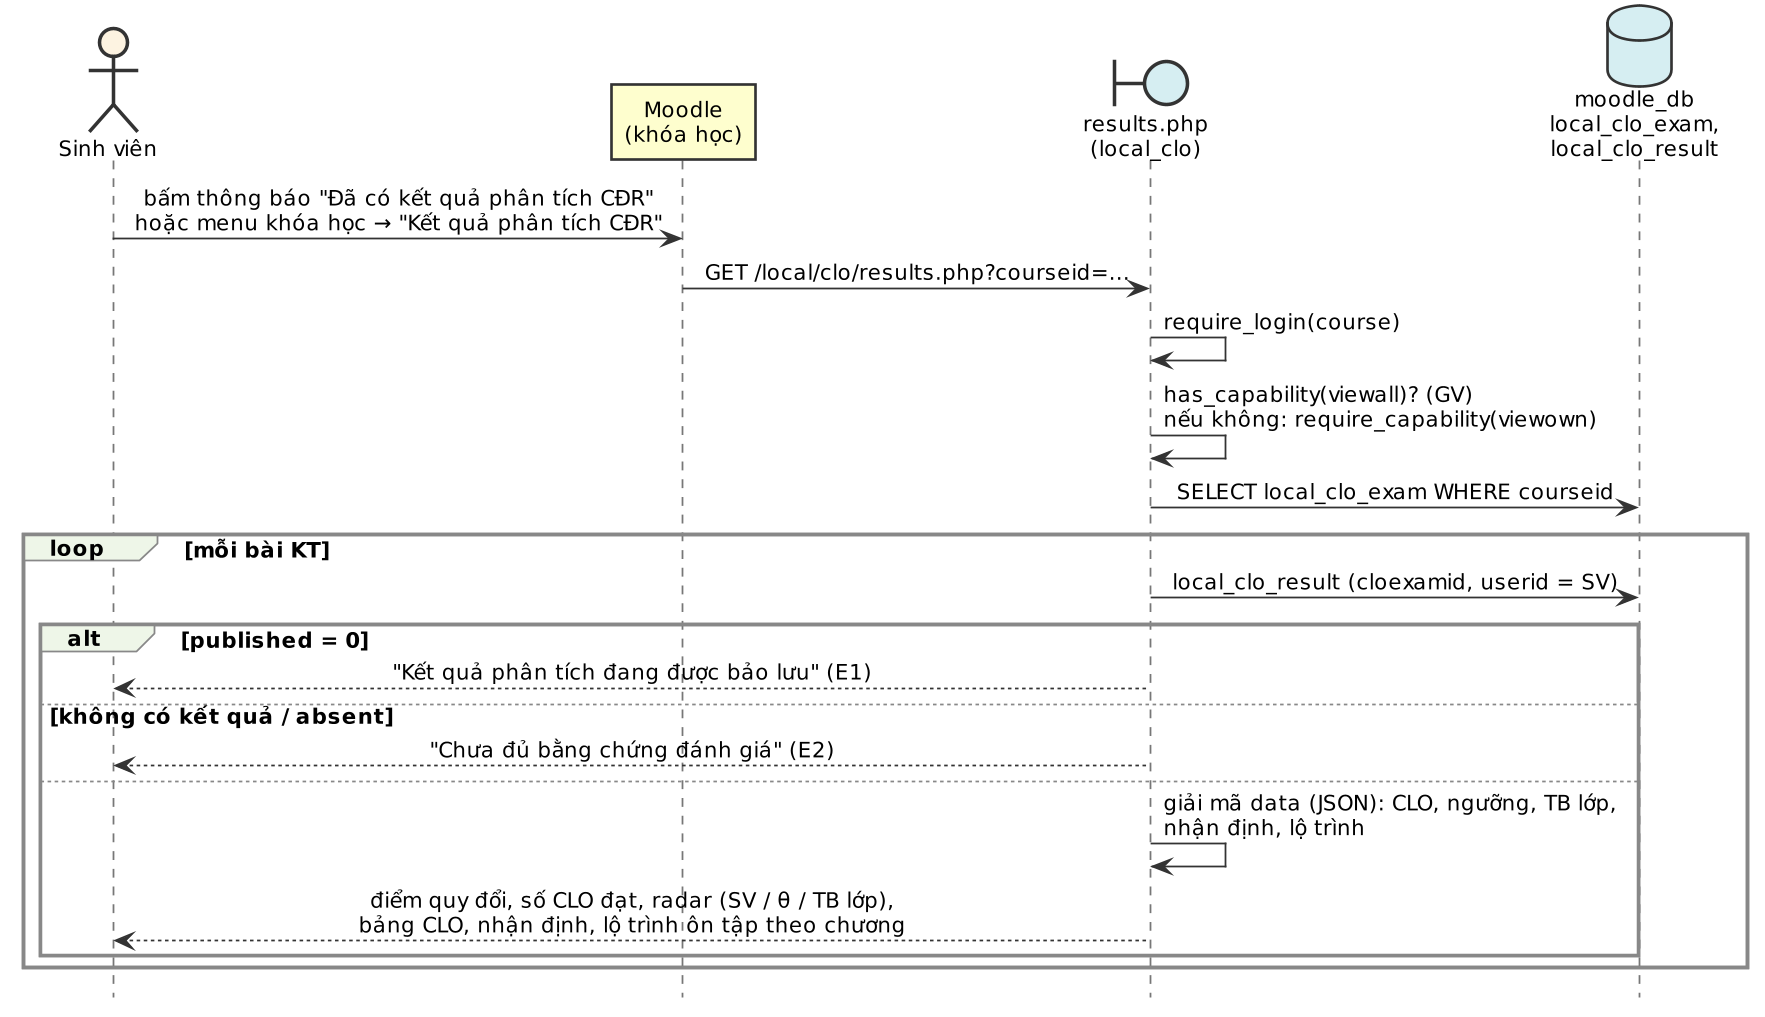 Sinh viên
Moodle
(khóa học)
results.php
(local_clo)
moodle_db
local_clo_exam,
local_clo_result
bấm thông báo "Đã có kết quả phân tích CĐR"
hoặc menu khóa học → "Kết quả phân tích CĐR"
GET /local/clo/results.php?courseid=...
require_login(course)
has_capability(viewall)? (GV)
nếu không: require_capability(viewown)
SELECT local_clo_exam WHERE courseid
loop [mỗi bài KT]
local_clo_result (cloexamid, userid = SV)
alt [published = 0]
"Kết quả phân tích đang được bảo lưu" (E1)
[không có kết quả / absent]
"Chưa đủ bằng chứng đánh giá" (E2)
giải mã data (JSON): CLO, ngưỡng, TB lớp,
nhận định, lộ trình
điểm quy đổi, số CLO đạt, radar (SV / θ / TB lớp),
bảng CLO, nhận định, lộ trình ôn tập theo chương